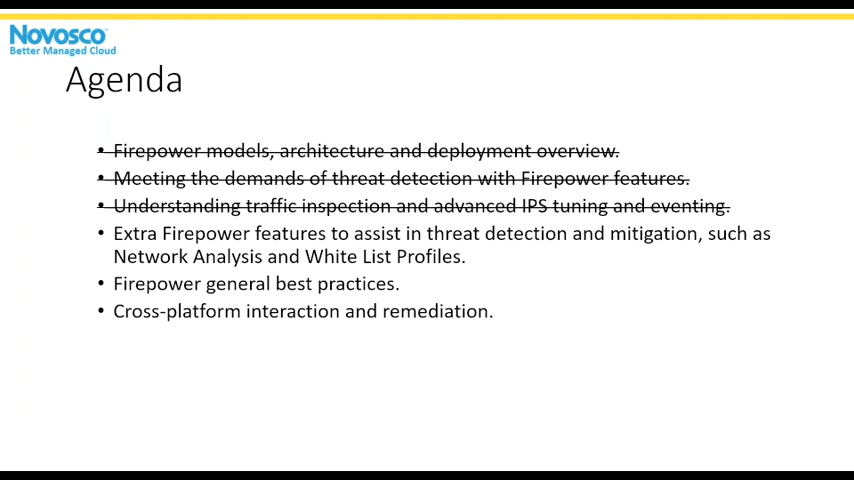 Novosco
Better Managed Cloud
Agenda
• Firepower models, architecture and deployment overview.
• Meeting the demands of threat detection with Firepower features.
• Understanding traffic inspection and advanced IPS tuning and eventing.
• Extra Firepower features to assist in threat detection and mitigation, such as
Network Analysis and White List Profiles.
• Firepower general best practices.
• Cross-platform interaction and remediation.